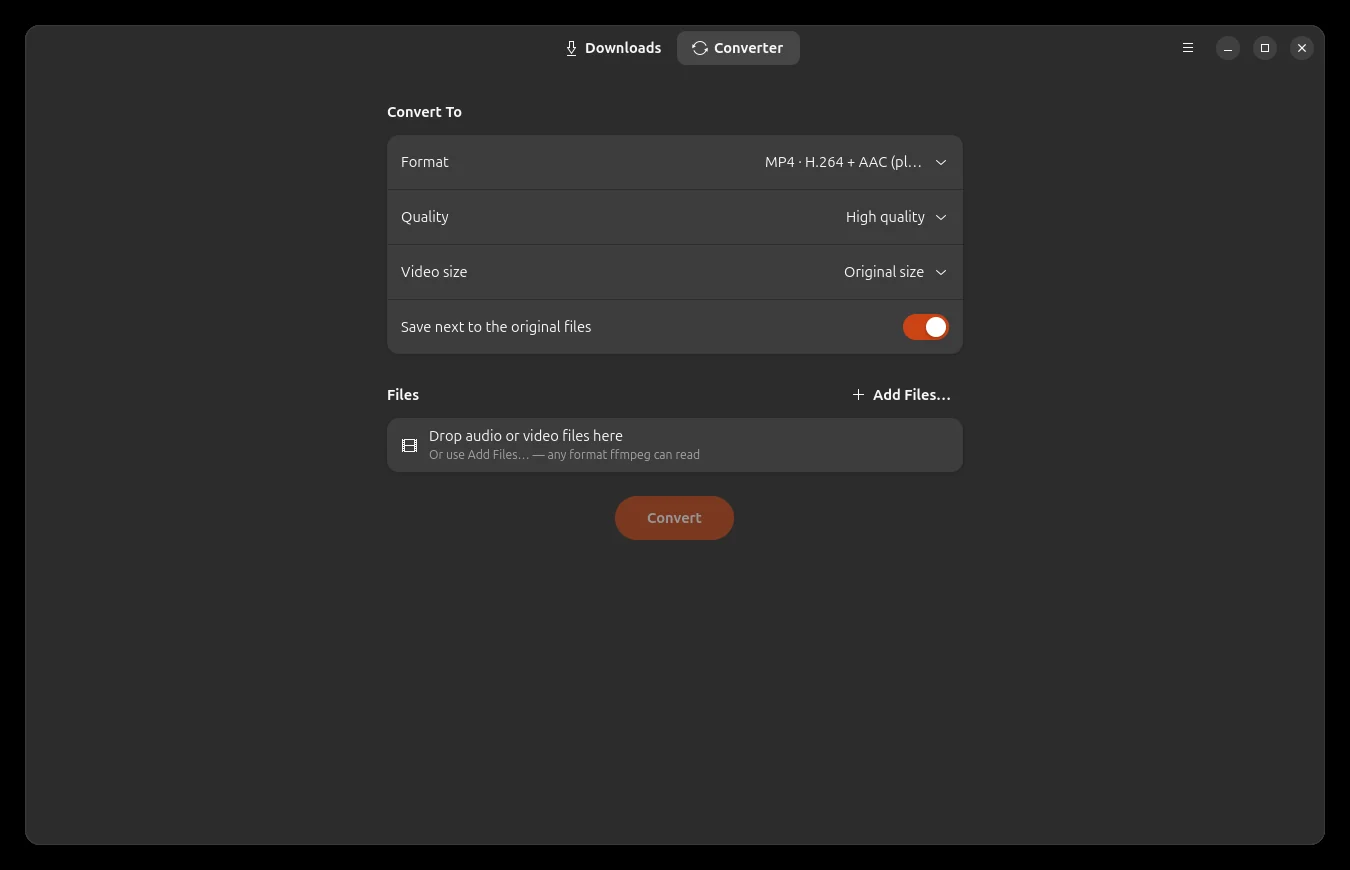 Downloads
Converter
Convert To
Format
MP4 · H.264 + AAC (pl…
Quality
High quality
Video size
Original size
Save next to the original files
Files
Add Files…
Drop audio or video files here
Or use Add Files… — any format ffmpeg can read
Convert